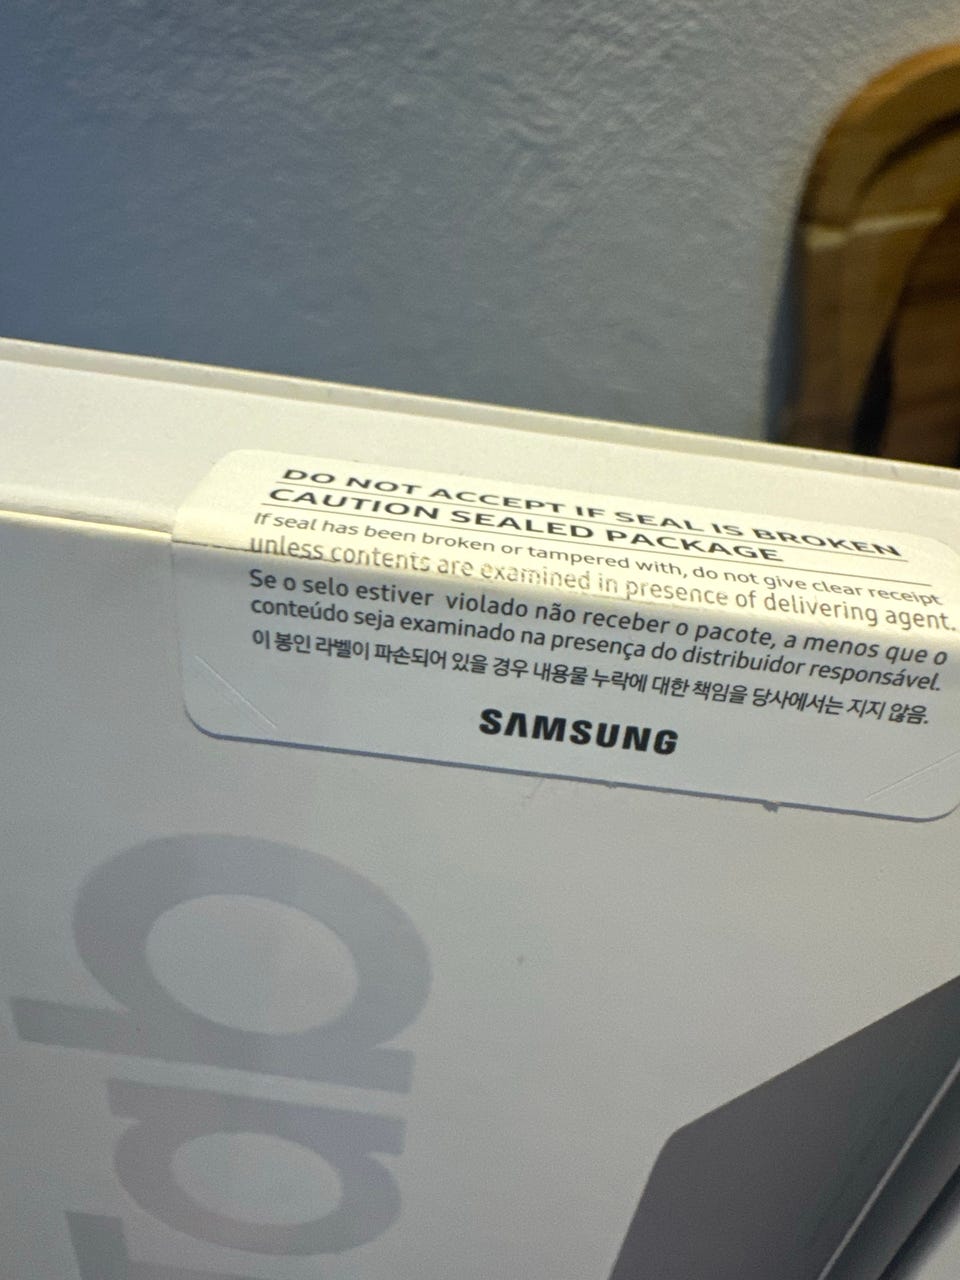 DO NOT ACCEPT IF SEAL IS BROKEN
CAUTION SEALED PACKAGE
If seal has been broken or tampered with, do not give clear receipt
unless contents are examined in presence of delivering agent.
Se o selo estiver violado não receber o pacote, a menos que o
conteúdo seja examinado na presença do distribuidor responsável.
이 봉인 라벨이 파손되어 있을 경우 내용물 누락에 대한 책임을 당사에서는 지지 않음.
SAMSUNG
ab